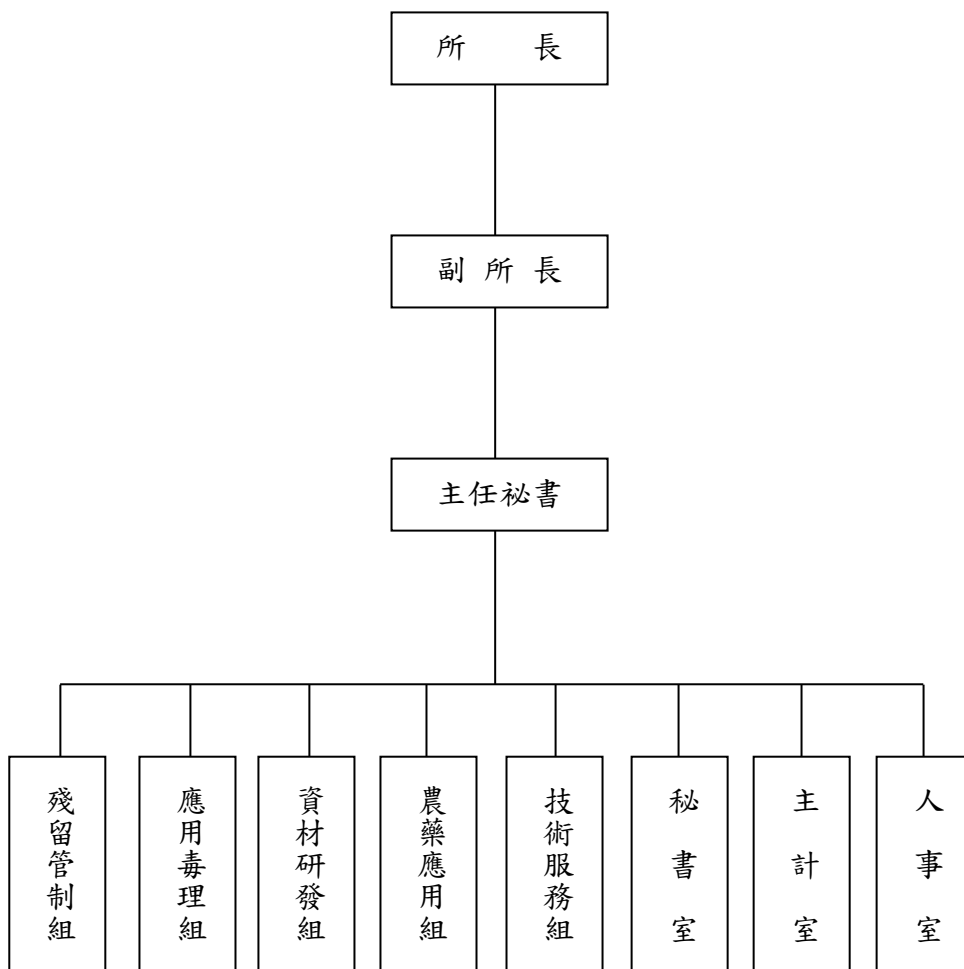 所 長
副所長
主任祕書
殘留管制組
應用毒理組
資材研發組
農藥應用組
技術服務組
秘書室
主計室
人事室